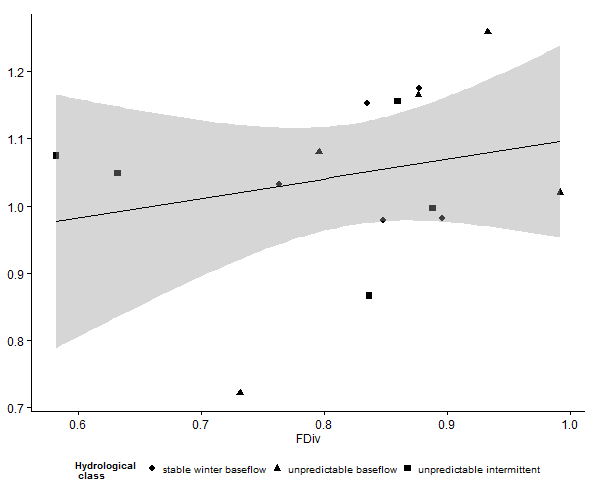 1.2
1.1
1.0
0.9
0.8
0.7
0.6 0.7 0.8 0.9 1.0
FDiv
Hydrological
class
stable winter baseflow unpredictable baseflow unpredictable intermittent